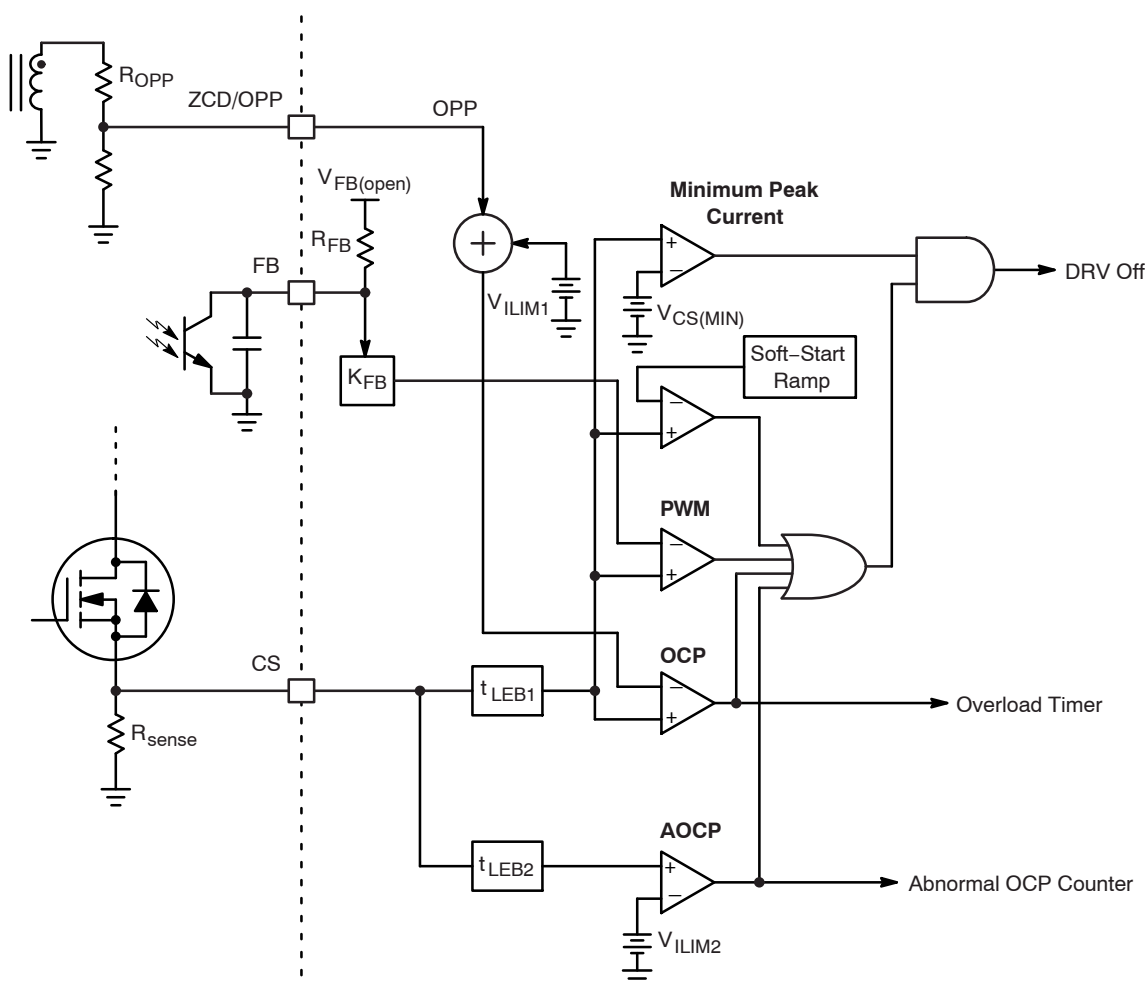 ROPP
ZCD/OPP
OPP
VFB(open)
RFB
FB
KFB
+
VILIM1
Minimum Peak
Current
+
−
VCS(MIN)
DRV Off
Soft−Start
Ramp
−
+
PWM
−
+
CS
Rsense
tLEB1
OCP
−
+
Overload Timer
tLEB2
AOCP
+
−
VILIM2
Abnormal OCP Counter